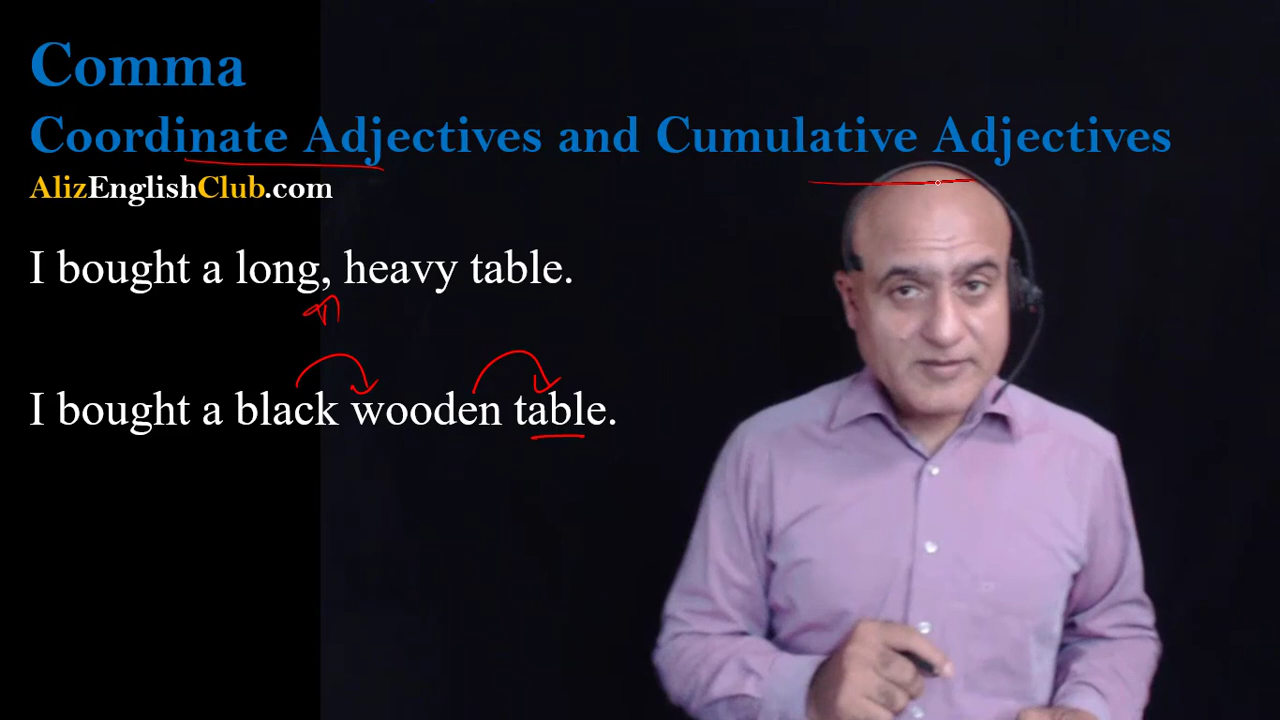 Comma
Coordinate Adjectives and Cumulative Adjectives
AlizEnglishClub.com
I bought a long, heavy table.
I bought a black wooden table.